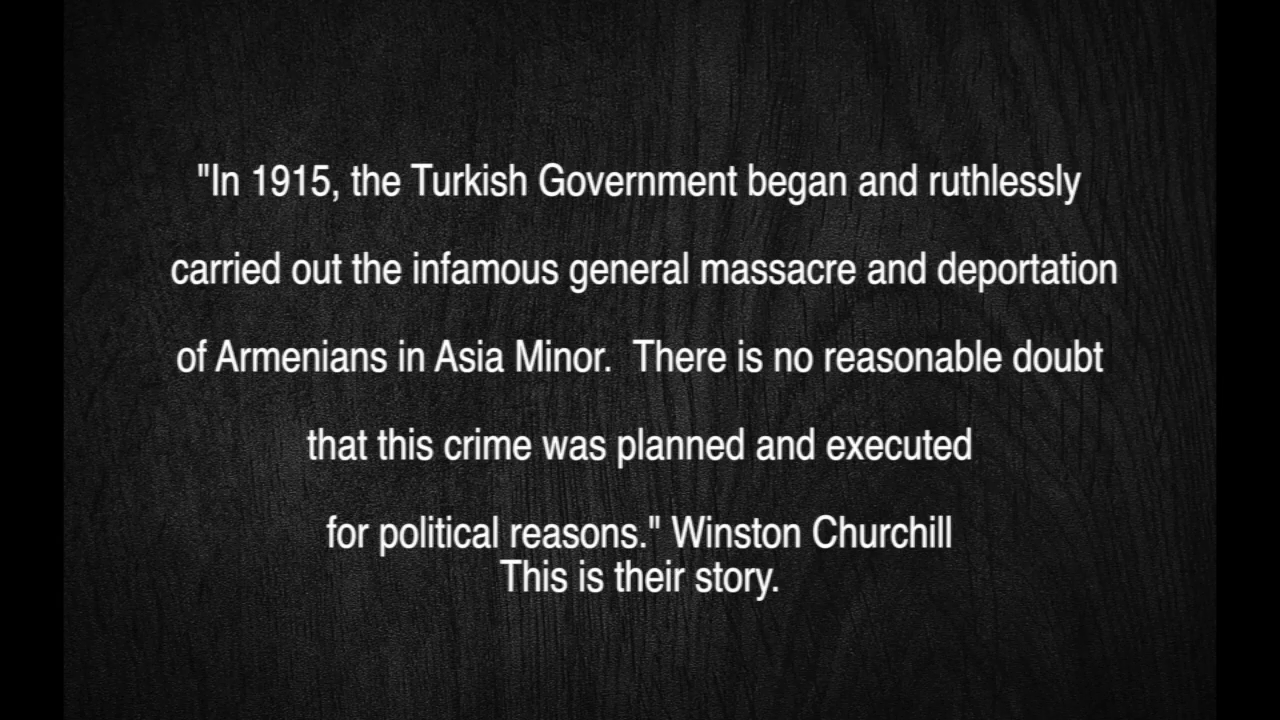 "In 1915, the Turkish Government began and ruthlessly
carried out the infamous general massacre and deportation
of Armenians in Asia Minor.  There is no reasonable doubt
that this crime was planned and executed
for political reasons." Winston Churchill
This is their story.